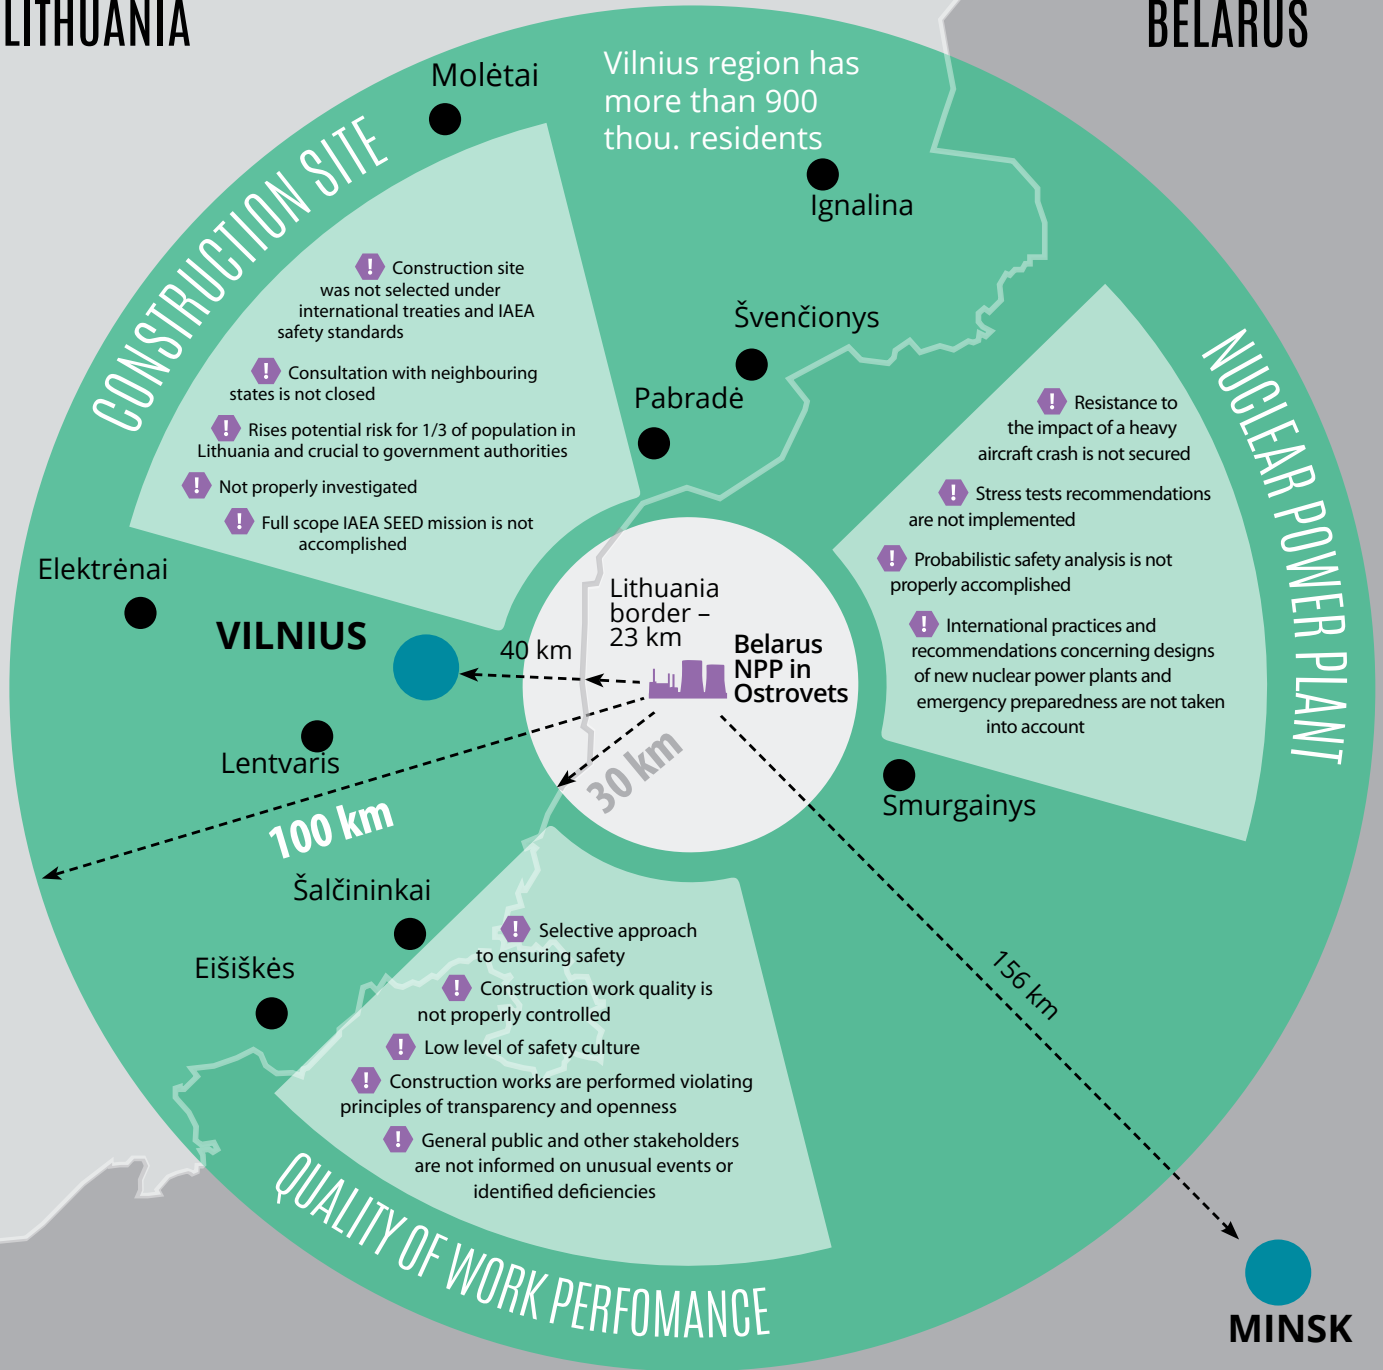 LITHUANIA
BELARUS
Molėtai
Vilnius region has
more than 900
thou. residents
Ignalina
CONSTRUCTION SITE
! Construction site
was not selected under
international treaties and IAEA
safety standards
! Consultation with neighbouring
states is not closed
! Rises potential risk for 1/3 of population in
Lithuania and crucial to government authorities
! Not properly investigated
! Full scope IAEA SEED mission is not
accomplished
Švenčionys
Pabradė
NUCLEAR POWER PLANT
! Resistance to
the impact of a heavy
aircraft crash is not secured
! Stress tests recommendations
are not implemented
! Probabilistic safety analysis is not
properly accomplished
! International practices and
recommendations concerning designs
of new nuclear power plants and
emergency preparedness are not taken
into account
Elektrėnai
VILNIUS
40 km
Lithuania
border –
23 km
Belarus
NPP in
Ostrovets
Lentvaris
30 km
100 km
Smurgainys
Šalčininkai
Eišiškės
! Selective approach
to ensuring safety
! Construction work quality is
not properly controlled
! Low level of safety culture
! Construction works are performed violating
principles of transparency and openness
! General public and other stakeholders
are not informed on unusual events or
identified deficiencies
QUALITY OF WORK PERFOMANCE
156 km
MINSK